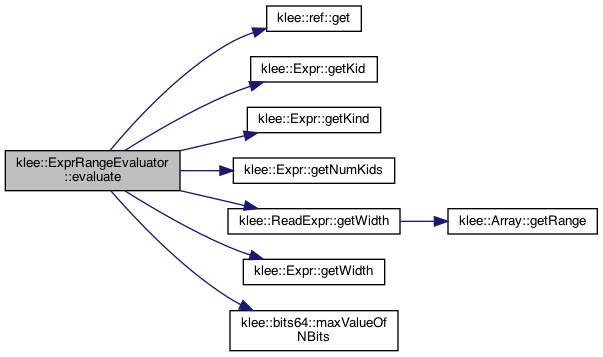 klee::ref::get
klee::Expr::getKid
klee::Expr::getKind
klee::ExprRangeEvaluator
::evaluate
klee::Expr::getNumKids
klee::ReadExpr::getWidth
klee::Array::getRange
klee::Expr::getWidth
klee::bits64::maxValueOf
NBits